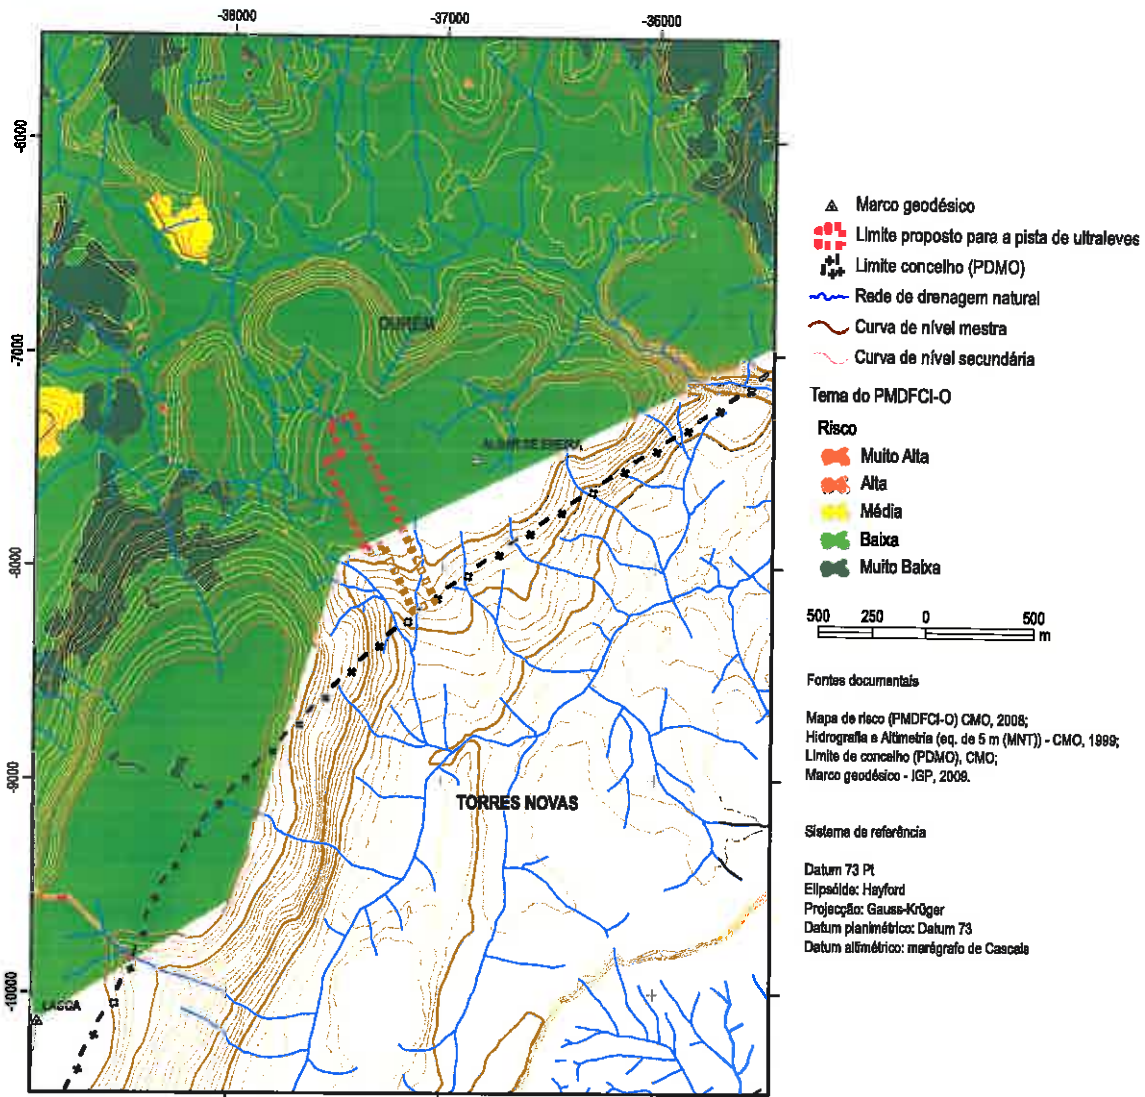 -38000
-37000
-36000
-6000
-7000
-8000
-9000
-10000
OURÉM
TORRES NOVAS
LAGOA
Marco geodésico
Limite proposto para a pista de ultraleves
Limite concelho (PDMO)
Rede de drenagem natural
Curva de nível mestra
Curva de nível secundária
Tema do PMDFCI-O
Risco
Muito Alta
Alta
Média
Baixa
Muito Baixa
500 250 0 500
m
Fontes documentais
Mapa de risco (PMDFCI-O) CMO, 2008;
Hidrografia e Altimetria (eq. de 5 m (MNT)) - CMO, 1999;
Limite de concelho (PDMO), CMO;
Marco geodésico - IGP, 2009.
Sistema de referência
Datum 73 Pt
Elipsóide: Hayford
Projecção: Gauss-Krüger
Datum planimétrico: Datum 73
Datum altimétrico: marégrafo de Cascais